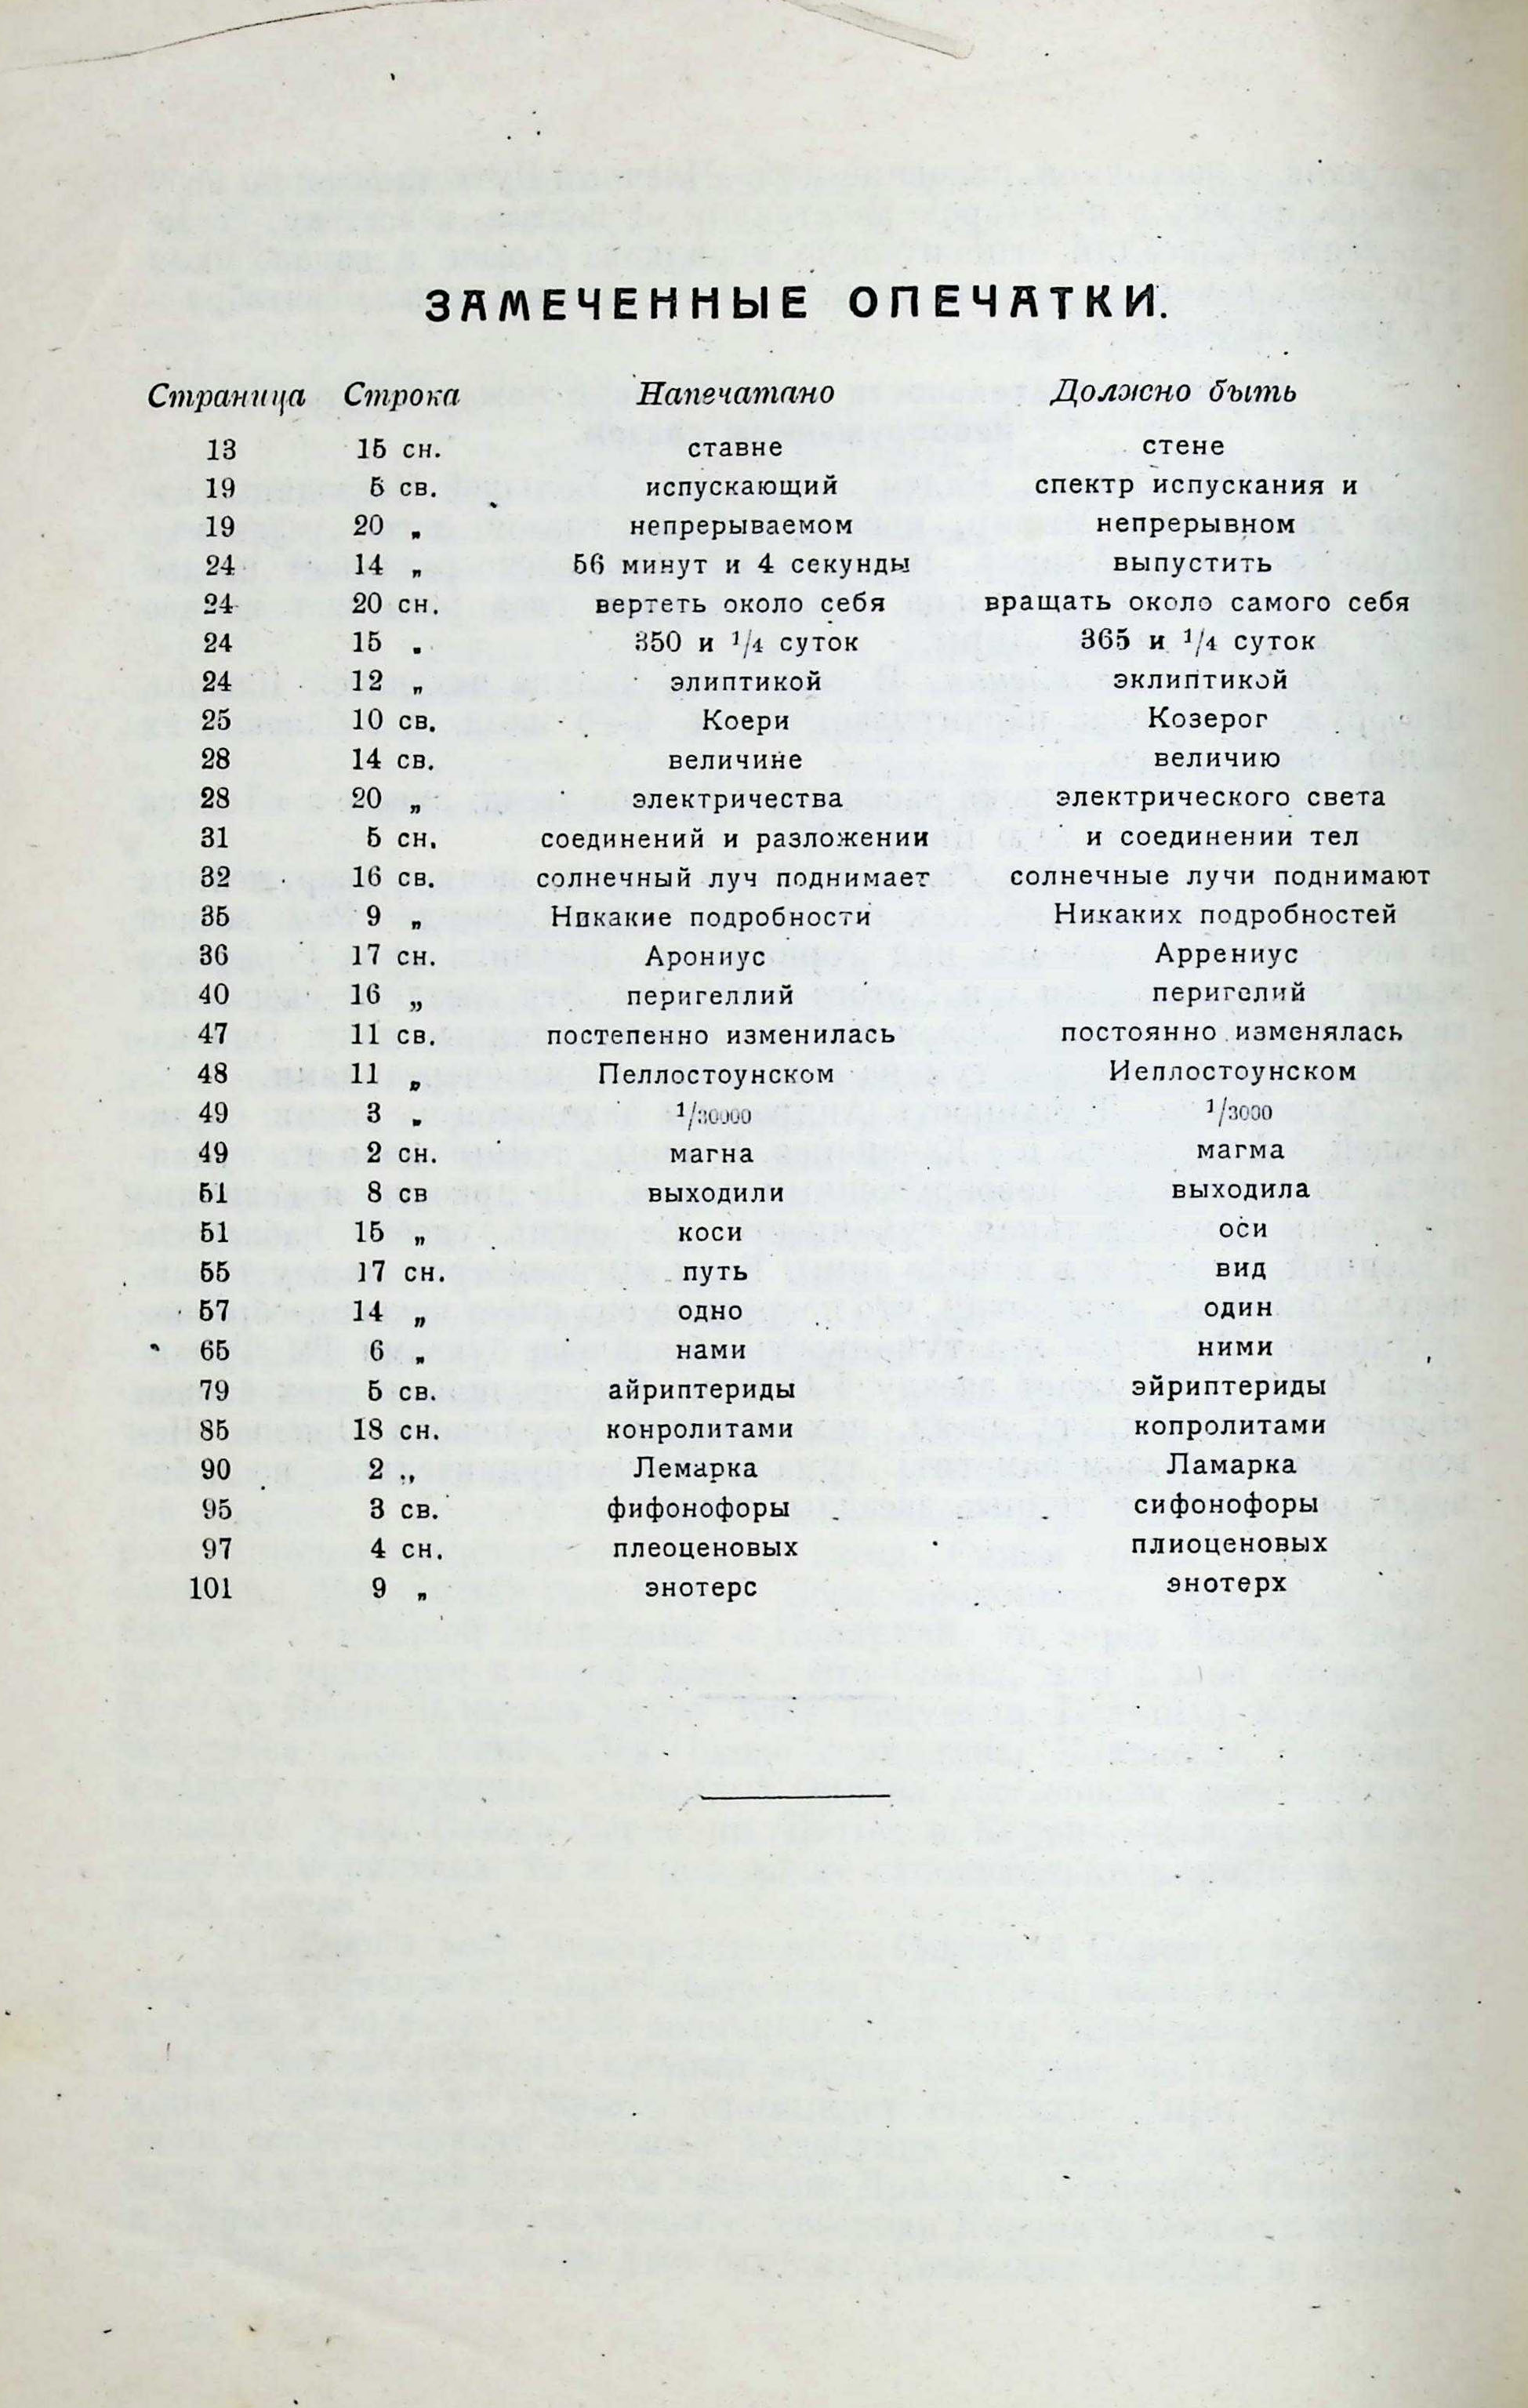 ЗАМЕЧЕННЫЕ ОПЕЧАТКИ.
Страница Строка Напечатано Должно быть
13 15 сн. ставне стене
19 5 св. испускающий спектр испускания и
19 20 „ непрерываемом непрерывном
24 14 „ 56 минут и 4 секунды выпустить
24 20 сн. вертеть около себя вращать около самого себя
24 15 „ 350 и 1/4 суток 365 и 1/4 суток
24 12 „ элиптикой эклиптикой
25 10 св. Коери Козерог
28 14 св. величине величию
28 20 „ электричества электрического света
31 5 сн. соединений и разложении и соединении тел
32 16 св. солнечный луч поднимает солнечные лучи поднимают
35 9 „ Никакие подробности Никаких подробностей
36 17 сн. Арониус Аррениус
40 16 „ перигеллий перигелий
47 11 св. постепенно изменилась постоянно изменялась
48 11 „ Пеллостоунском Иеллостоунском
49 3 „ 1/30000 1/3000
49 2 сн. магна магма
51 8 св выходили выходила
51 15 „ коси оси
55 17 сн. путь вид
57 14 „ одно один
65 6 „ нами ними
79 5 св. айриптериды эйриптериды
85 18 сн. конролитами копролитами
90 2 „ Лемарка Ламарка
95 3 св. фифонофоры сифонофоры
97 4 сн. плеоценовых плиоценовых
101 9 „ энотерс энотерх